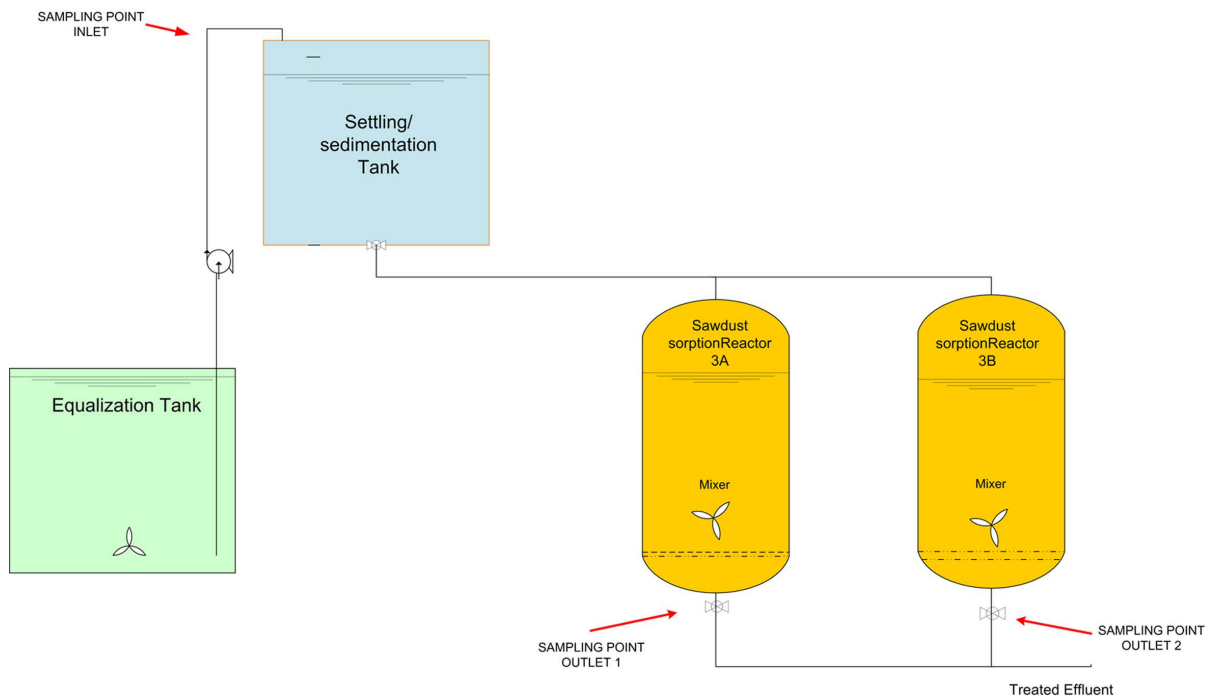 SAMPLING POINT
INLET
Settling/
sedimentation
Tank
Equalization Tank
Sawdust
sorptionReactor
3A
Mixer
Sawdust
sorptionReactor
3B
Mixer
SAMPLING POINT
OUTLET 1
SAMPLING POINT
OUTLET 2
Treated Effluent